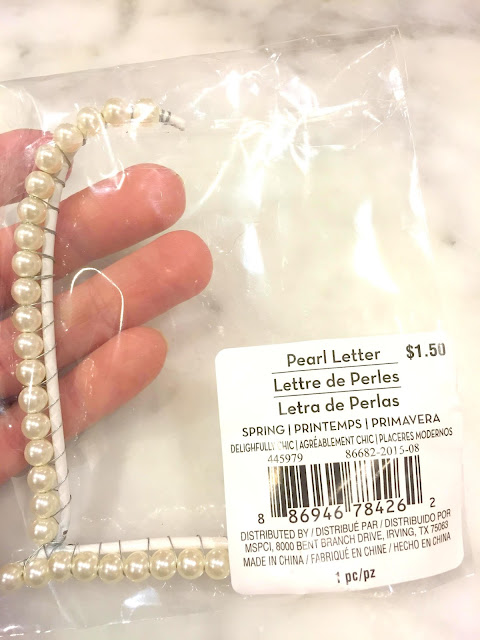 Pearl Letter $1.50
Lettre de Perles
Letra de Perlas
SPRING | PRINTEMPS | PRIMAVERA
DELIGHFULLY CHIC | AGRÉABLEMENT CHIC | PLACERES MODERNOS
445979 86682-2015-08
8 86946 78426 2
DISTRIBUTED BY / DISTRIBUÉ PAR / DISTRIBUIDO POR
MSPCI, 8000 BENT BRANCH DRIVE, IRVING, TX 75063
MADE IN CHINA / FABRIQUÉ EN CHINE / HECHO EN CHINA
1 pc/pz